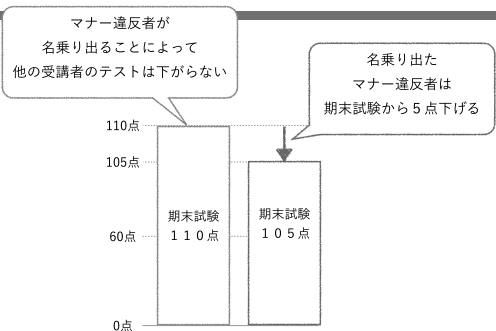 マナー違反者が
名乗り出ることによって
他の受講者のテストは下がらない
名乗り出た
マナー違反者は
期末試験から５点下げる
110点
105点
60点
0点
期末試験
１１０点
期末試験
１０５点